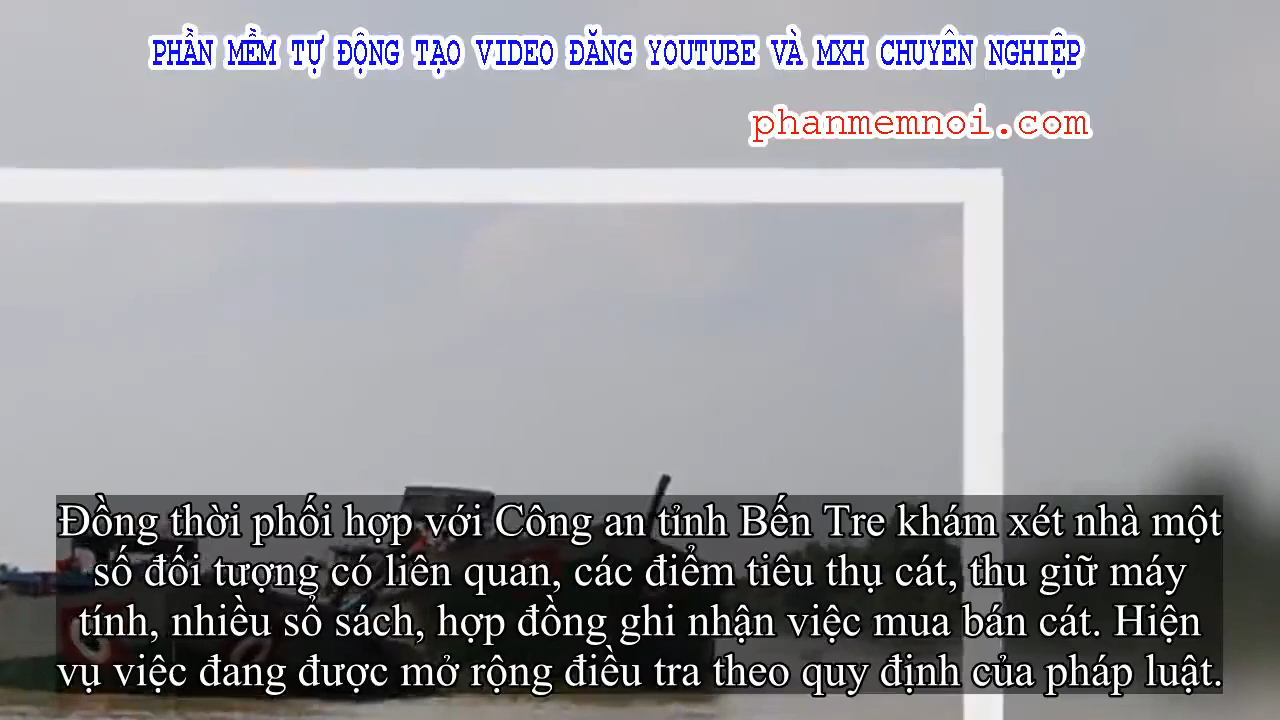 PHẦN MỀM TỰ ĐỘNG TẠO VIDEO ĐĂNG YOUTUBE VÀ MXH CHUYÊN NGHIỆP
phanmemnoi.com
Đồng thời phối hợp với Công an tỉnh Bến Tre khám xét nhà một
số đối tượng có liên quan, các điểm tiêu thụ cát, thu giữ máy
tính, nhiều sổ sách, hợp đồng ghi nhận việc mua bán cát. Hiện
vụ việc đang được mở rộng điều tra theo quy định của pháp luật.